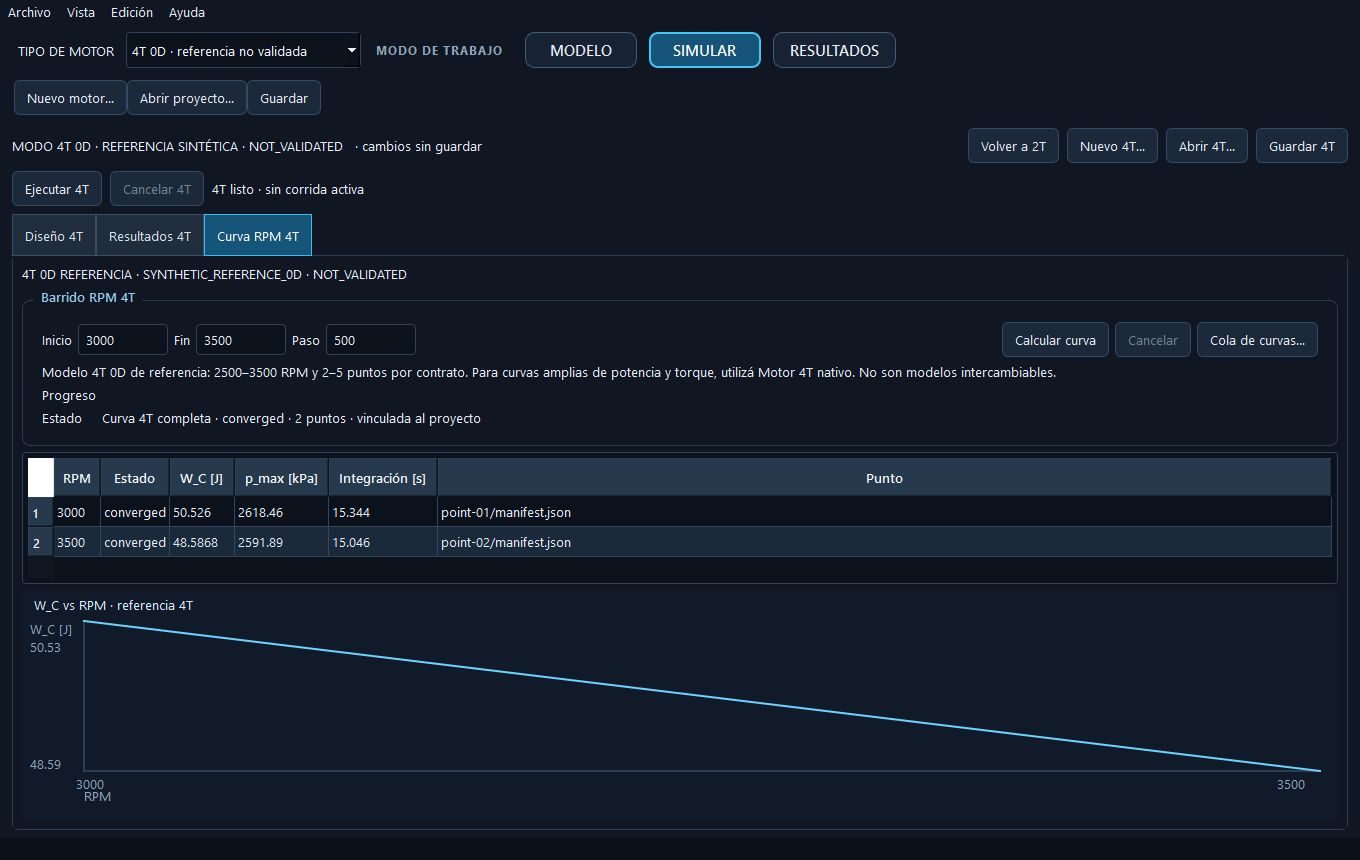 Archivo Vista Edición Ayuda
TIPO DE MOTOR 4T 0D · referencia no validada MODO DE TRABAJO MODELO SIMULAR RESULTADOS
Nuevo motor... Abrir proyecto... Guardar
MODO 4T 0D · REFERENCIA SINTÉTICA · NOT_VALIDATED · cambios sin guardar Volver a 2T Nuevo 4T... Abrir 4T... Guardar 4T
Ejecutar 4T Cancelar 4T 4T listo · sin corrida activa
Diseño 4T Resultados 4T Curva RPM 4T
4T 0D REFERENCIA · SYNTHETIC_REFERENCE_0D · NOT_VALIDATED
Barrido RPM 4T
Inicio 3000 Fin 3500 Paso 500 Calcular curva Cancelar Cola de curvas...
Modelo 4T 0D de referencia: 2500–3500 RPM y 2–5 puntos por contrato. Para curvas amplias de potencia y torque, utilizá Motor 4T nativo. No son modelos intercambiables.
Progreso
Estado Curva 4T completa · converged · 2 puntos · vinculada al proyecto
RPM Estado W_C [J] p_max [kPa] Integración [s] Punto
1 3000 converged 50.526 2618.46 15.344 point-01/manifest.json
2 3500 converged 48.5868 2591.89 15.046 point-02/manifest.json
W_C vs RPM · referencia 4T
W_C [J]
50.53
48.59
3000 3500
RPM